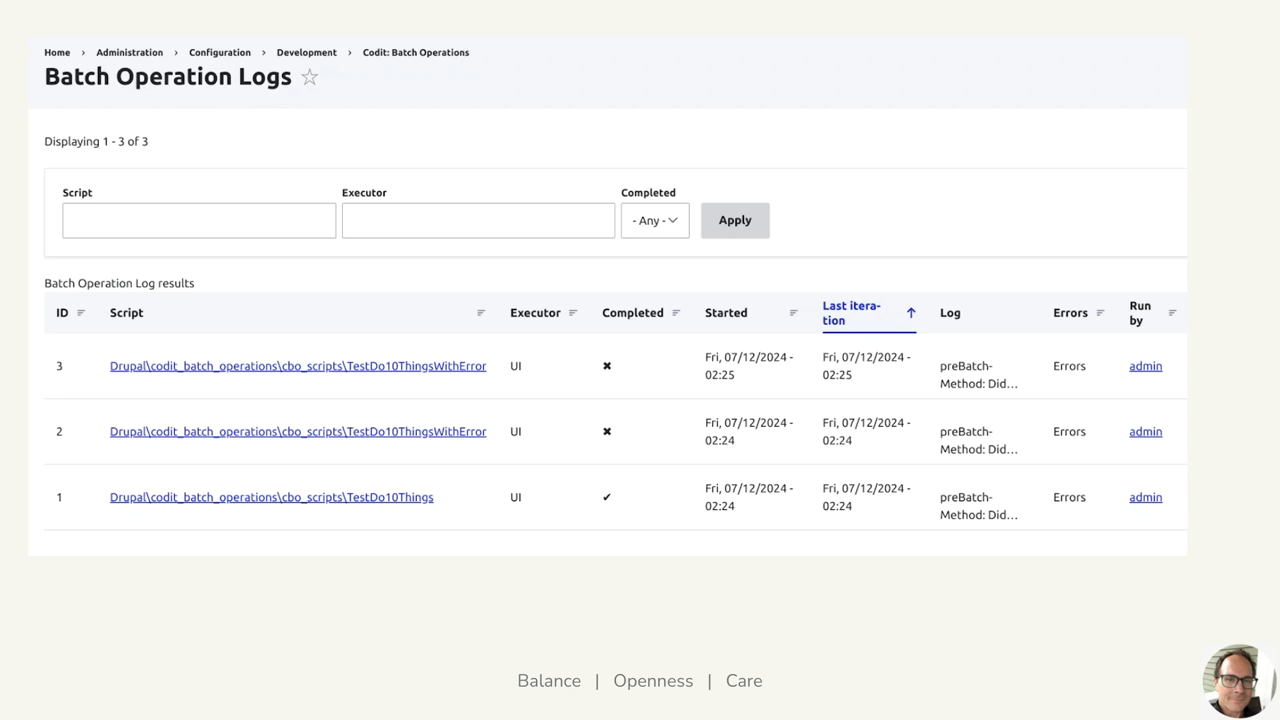 Home › Administration › Configuration › Development › Codit: Batch Operations
Batch Operation Logs
Displaying 1 - 3 of 3
Script Executor Completed
- Any - Apply
Batch Operation Log results
ID Script Executor Completed Started Last itera-
tion Log Errors Run
by
3 Drupal\codit_batch_operations\cbo_scripts\TestDo10ThingsWithError UI ✖ Fri, 07/12/2024 -
02:25 Fri, 07/12/2024 -
02:25 preBatch-
Method: Did... Errors admin
2 Drupal\codit_batch_operations\cbo_scripts\TestDo10ThingsWithError UI ✖ Fri, 07/12/2024 -
02:24 Fri, 07/12/2024 -
02:24 preBatch-
Method: Did... Errors admin
1 Drupal\codit_batch_operations\cbo_scripts\TestDo10Things UI ✔ Fri, 07/12/2024 -
02:24 Fri, 07/12/2024 -
02:24 preBatch-
Method: Did... Errors admin
Balance | Openness | Care